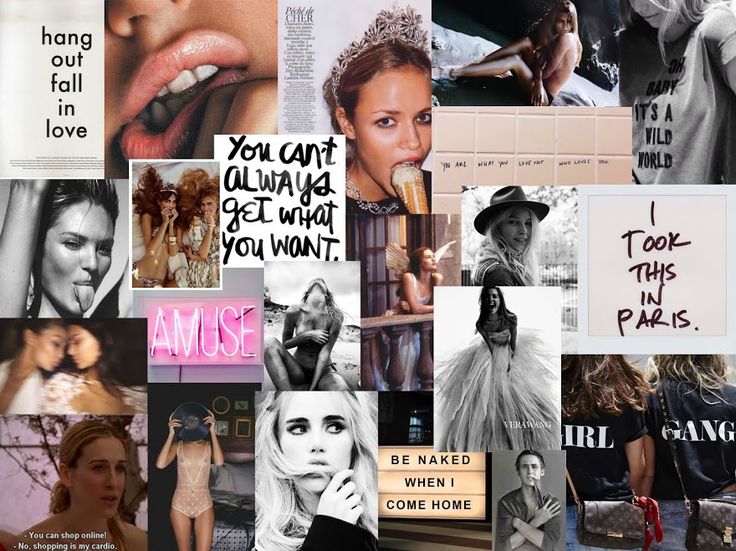 hang
out
fall
in
love
Péché de
CHER
OH
BABY
IT'S A
WILD
WORLD
YOU ARE WHAT YOU LOVE NOT WHO LOVES YOU
YOU CAN'T
ALWAYS
GET WHAT
YOU WANT.
I
TOOK
THIS
IN
PARIS.
AMUSE
VERA WANG
GIRL
GANG
BE NAKED
WHEN I
COME HOME
- You can shop online!
- No, shopping is my cardio.